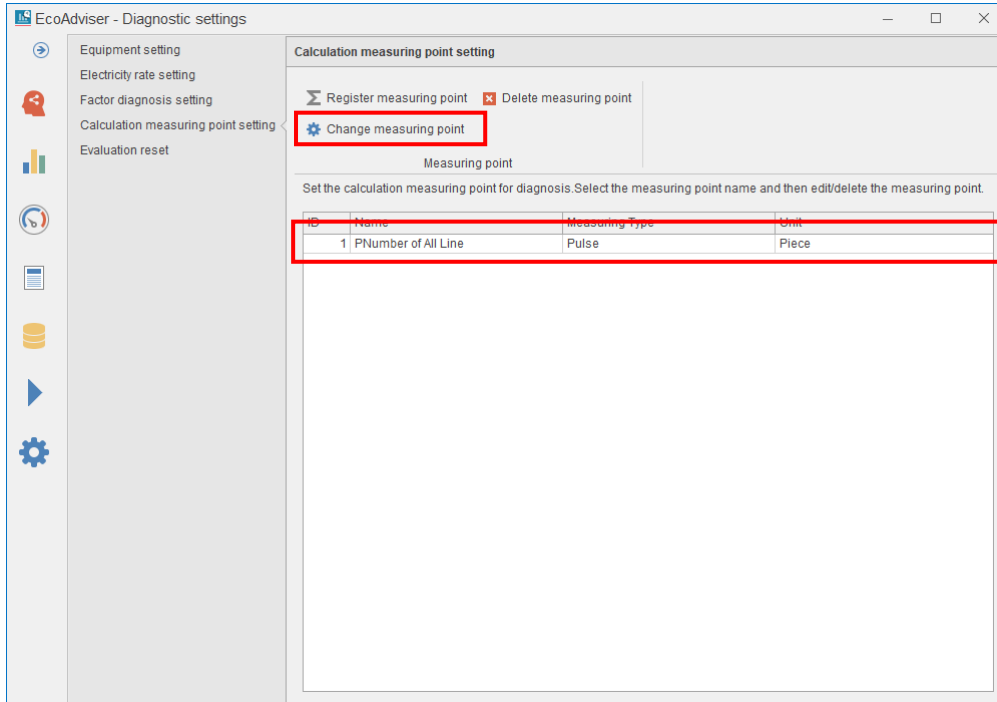 EcoAdviser - Diagnostic settings
Equipment setting
Electricity rate setting
Factor diagnosis setting
Calculation measuring point setting
Evaluation reset
Calculation measuring point setting
Register measuring point Delete measuring point
Change measuring point
Measuring point
Set the calculation measuring point for diagnosis.Select the measuring point name and then edit/delete the measuring point.
ID Name Measuring Type Unit
1 PNumber of All Line Pulse Piece